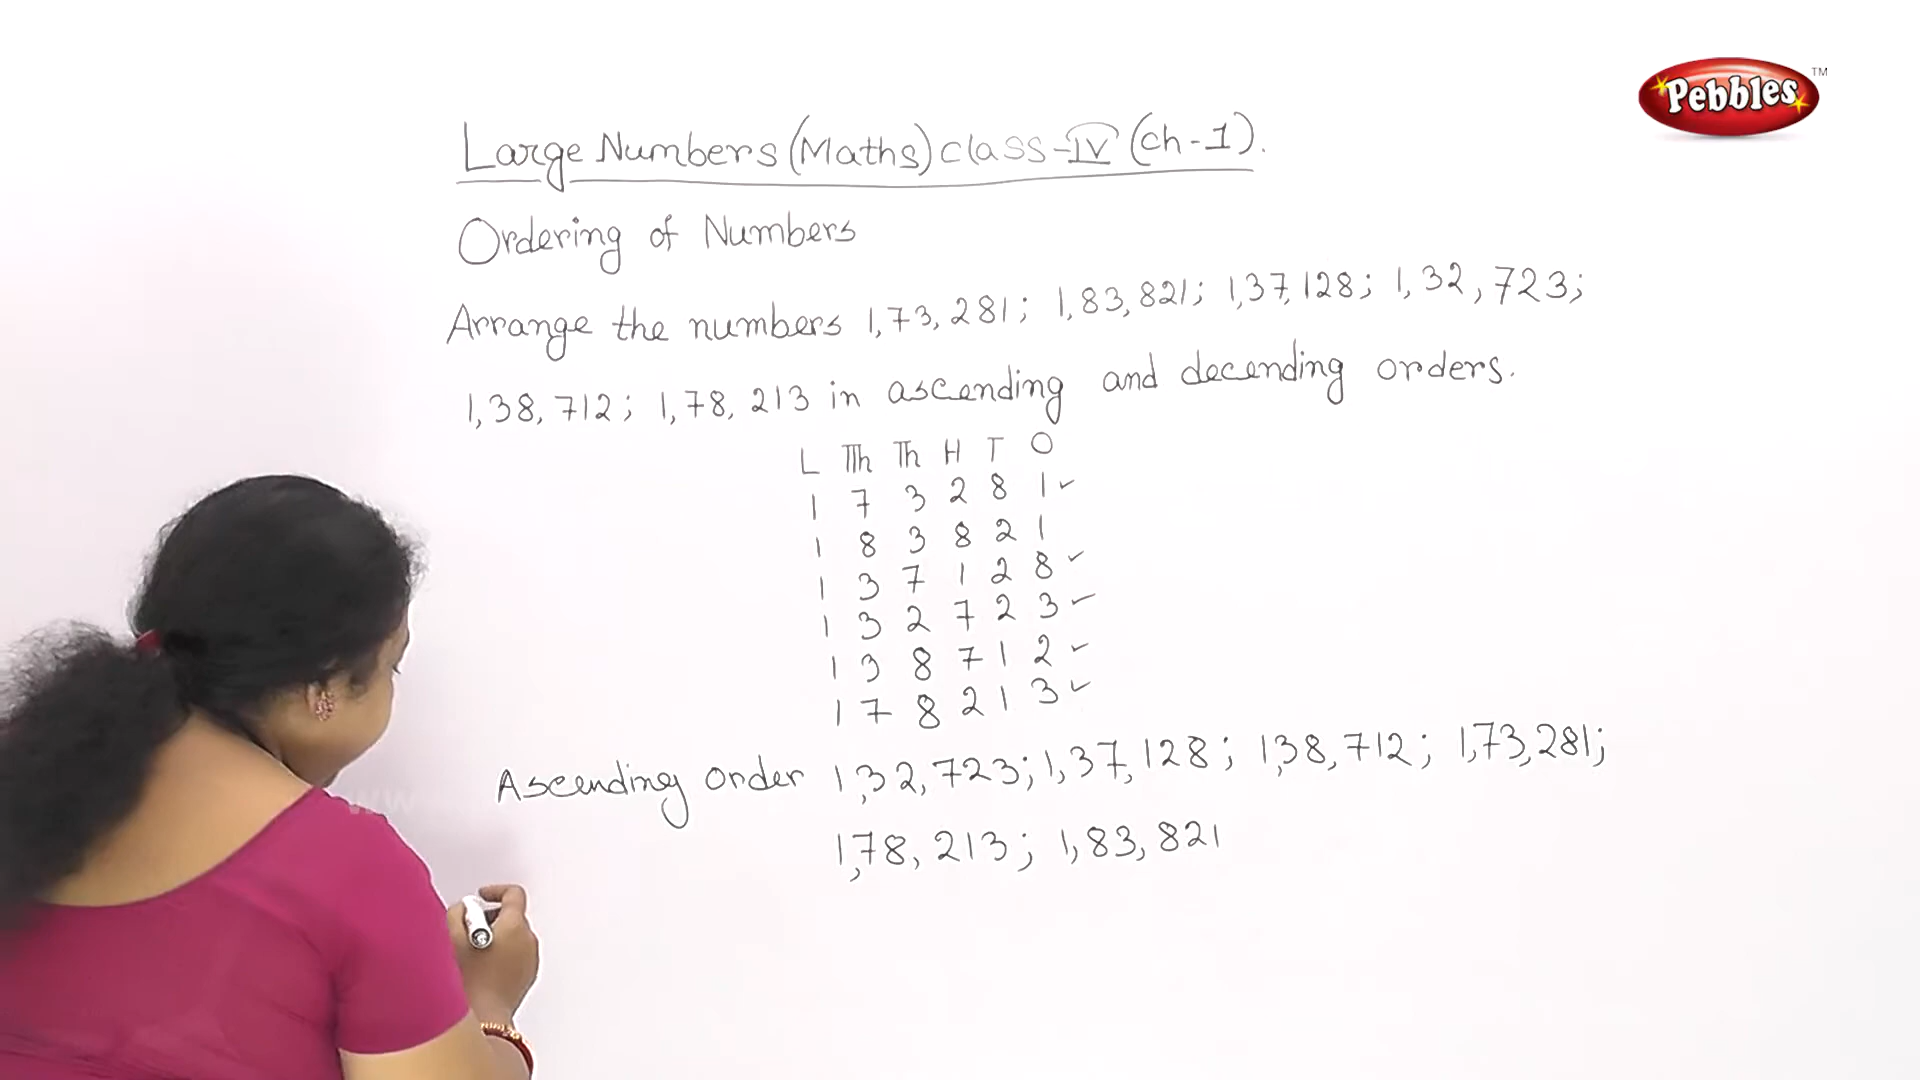 Pebbles TM
Large Numbers (Maths) class-IV (ch-1).
Ordering of Numbers
Arrange the numbers 1,73,281; 1,83,821; 1,37,128; 1,32,723;
1,38,712; 1,78,213 in ascending and decending orders.
L TTh Th H T O
1 7 3 2 8 1 ✓
1 8 3 8 2 1
1 3 7 1 2 8 ✓
1 3 2 7 2 3 ✓
1 3 8 7 1 2 ✓
1 7 8 2 1 3 ✓
Ascending order 1,32,723; 1,37,128; 1,38,712; 1,73,281;
1,78,213; 1,83,821